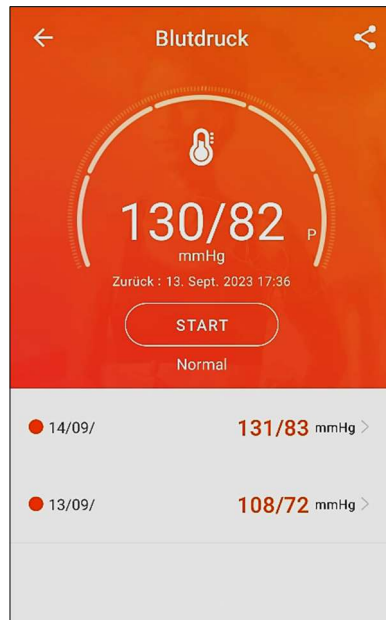 Blutdruck
130/82 P
mmHg
Zurück : 13. Sept. 2023 17:36
START
Normal
14/09/ 131/83 mmHg
13/09/ 108/72 mmHg